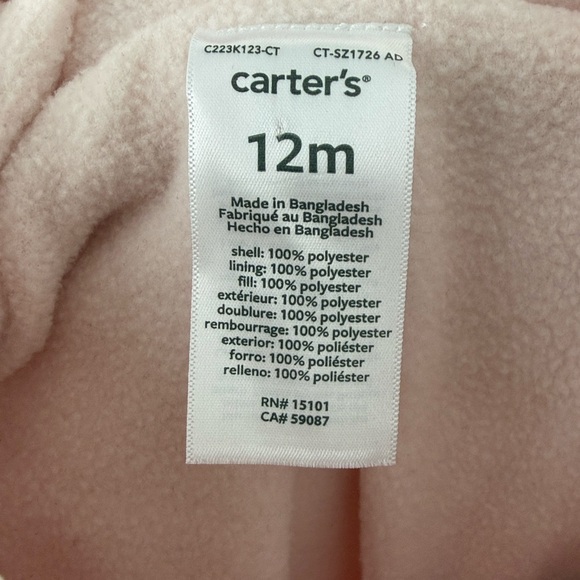 C223K123-CT CT-SZ1726 AD
carter's®
12m
Made in Bangladesh
Fabriqué au Bangladesh
Hecho en Bangladesh
shell: 100% polyester
lining: 100% polyester
fill: 100% polyester
extérieur: 100% polyester
doublure: 100% polyester
rembourrage: 100% polyester
exterior: 100% poliéster
forro: 100% poliéster
relleno: 100% poliéster
RN# 15101
CA# 59087